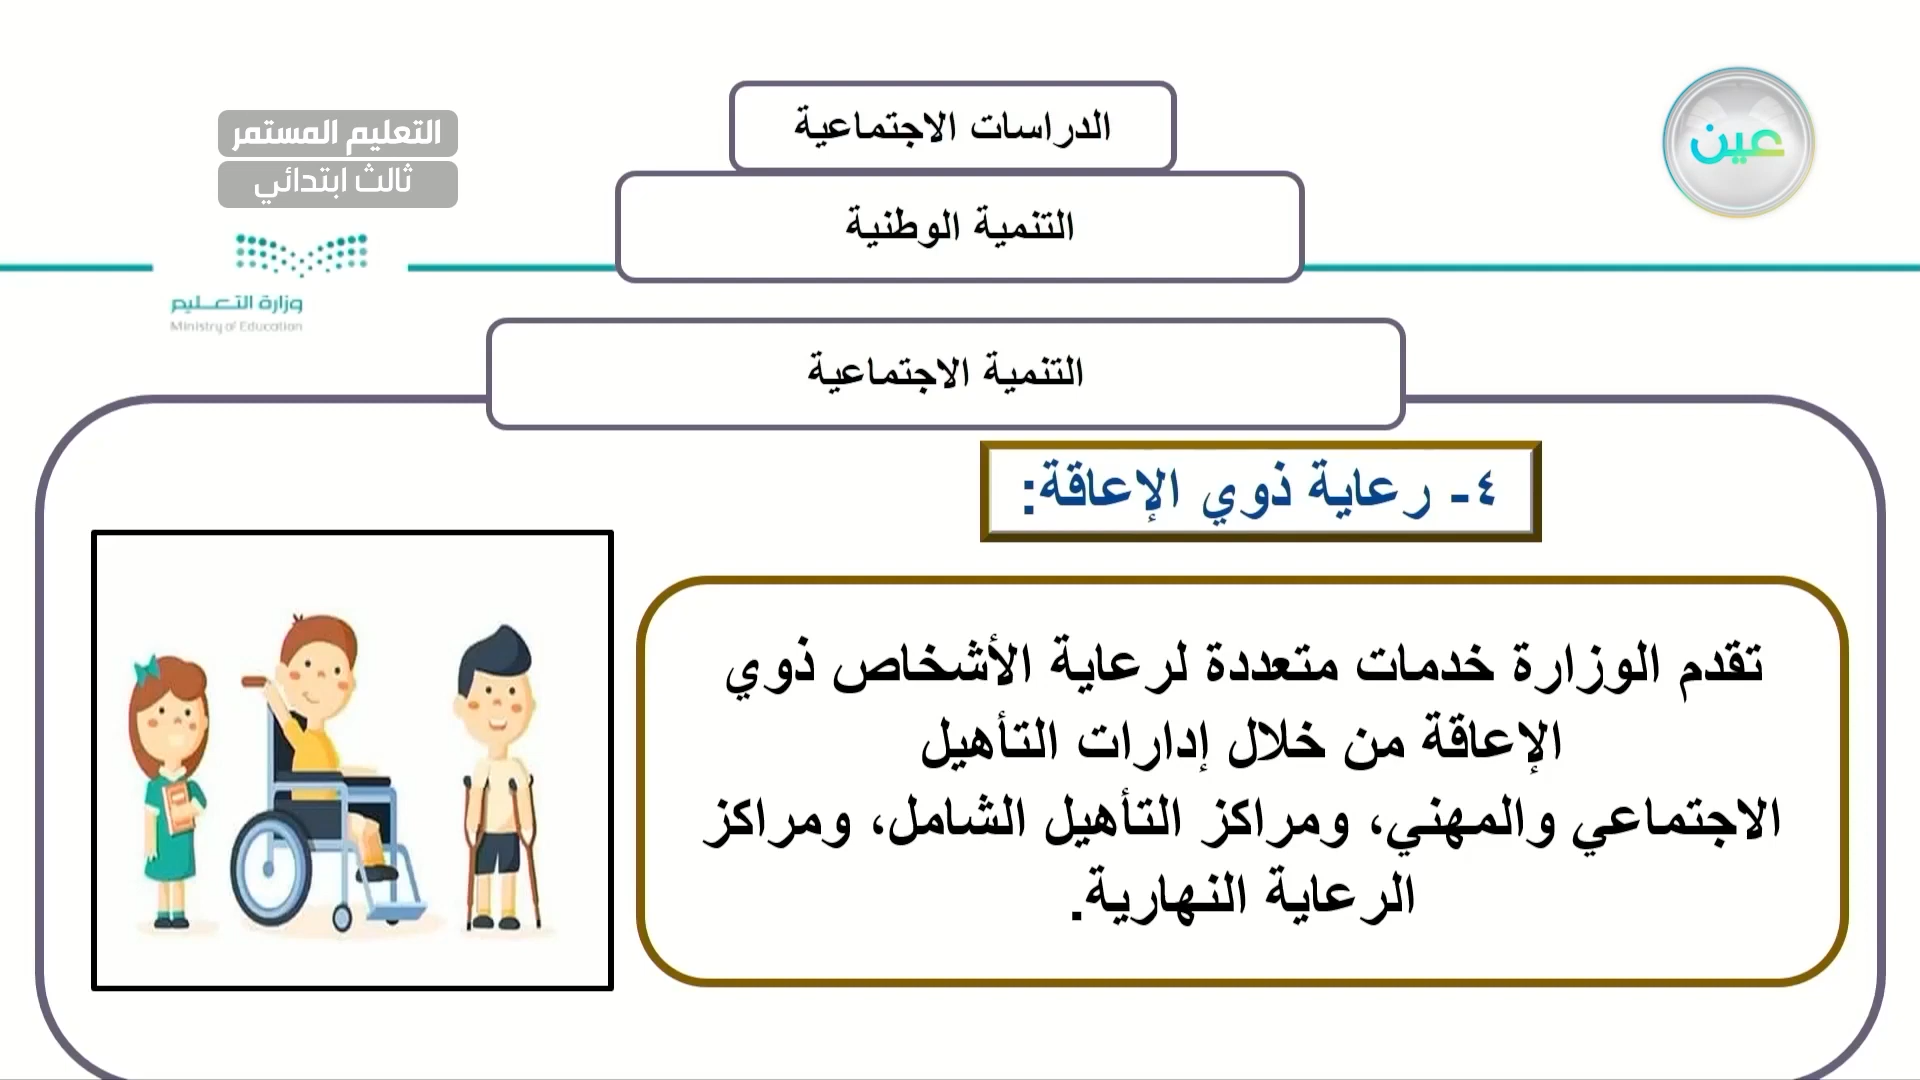 الدراسات الاجتماعية
عين
التعليم المستمر
ثالث ابتدائي
التنمية الوطنية
وزارة التعـــليم
Ministry of Education
التنمية الاجتماعية
٤- رعاية ذوي الإعاقة:
تقدم الوزارة خدمات متعددة لرعاية الأشخاص ذوي
الإعاقة من خلال إدارات التأهيل
الاجتماعي والمهني، ومراكز التأهيل الشامل، ومراكز
الرعاية النهارية.